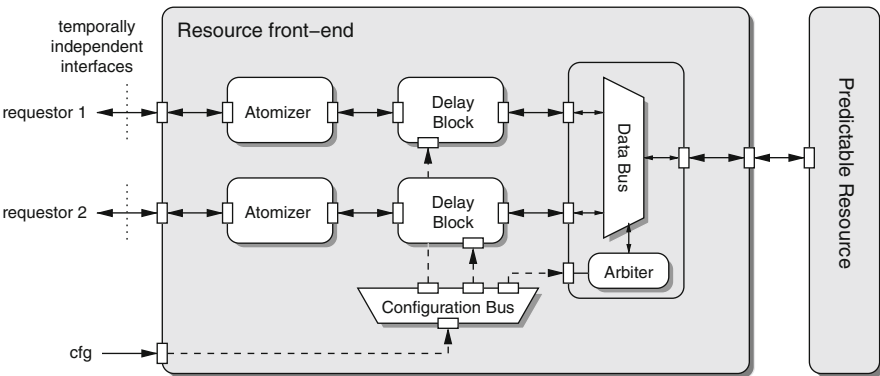 temporally
independent
interfaces
Resource front–end
requestor 1
Atomizer
Delay
Block
Data Bus
Predictable Resource
requestor 2
Atomizer
Delay
Block
Arbiter
Configuration Bus
cfg